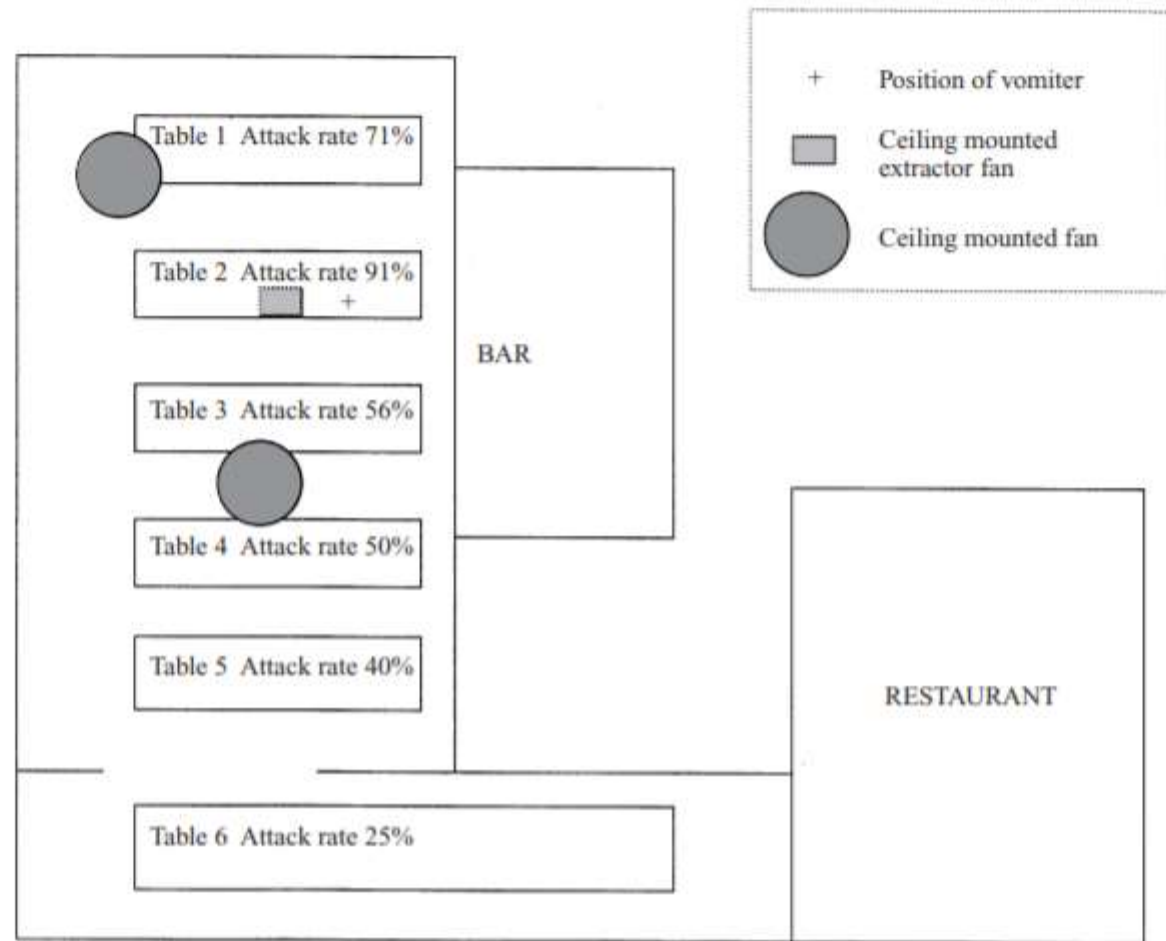 + Position of vomiter
Ceiling mounted
extractor fan
Ceiling mounted fan
Table 1 Attack rate 71%
Table 2 Attack rate 91%
+
BAR
Table 3 Attack rate 56%
Table 4 Attack rate 50%
Table 5 Attack rate 40%
RESTAURANT
Table 6 Attack rate 25%